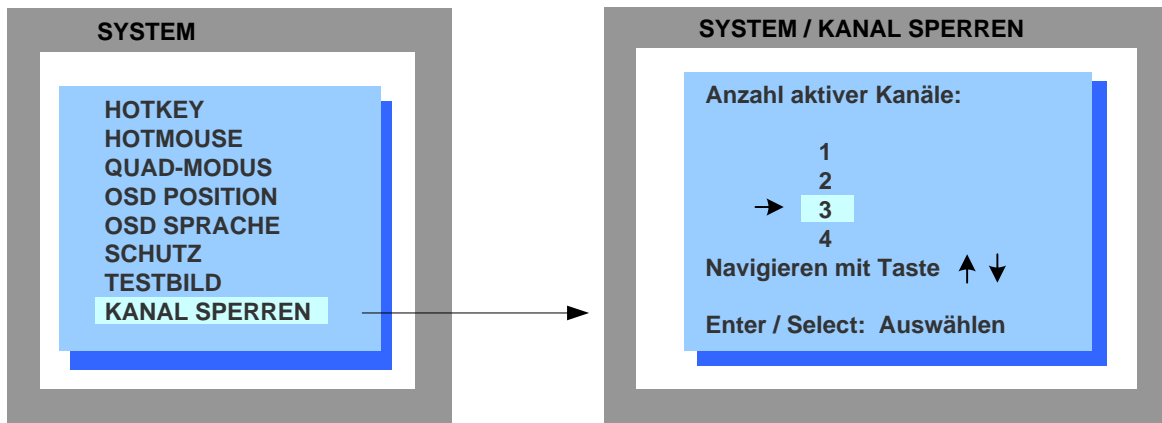 SYSTEM
HOTKEY
HOTMOUSE
QUAD-MODUS
OSD POSITION
OSD SPRACHE
SCHUTZ
TESTBILD
KANAL SPERREN
SYSTEM / KANAL SPERREN
Anzahl aktiver Kanäle:
1
2
3
4
Navigieren mit Taste
Enter / Select: Auswählen